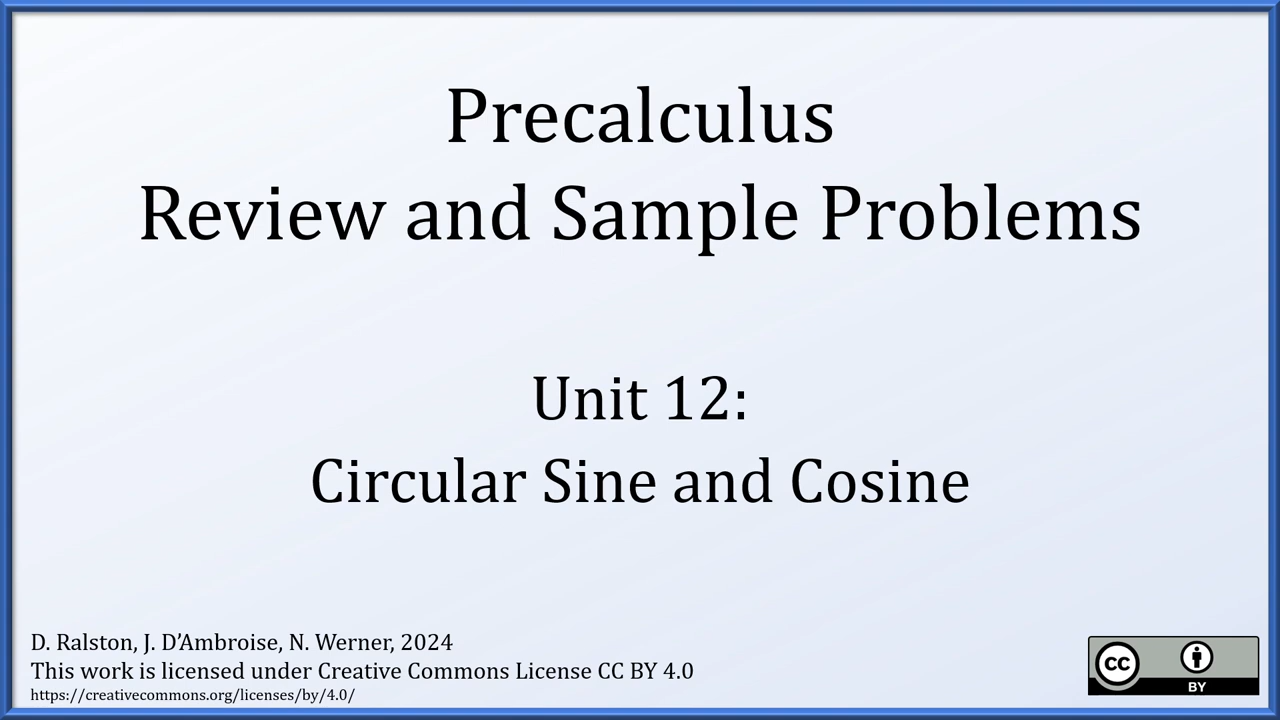 Precalculus
Review and Sample Problems
Unit 12:
Circular Sine and Cosine
D. Ralston, J. D’Ambroise, N. Werner, 2024
This work is licensed under Creative Commons License CC BY 4.0
https://creativecommons.org/licenses/by/4.0/
cc
BY